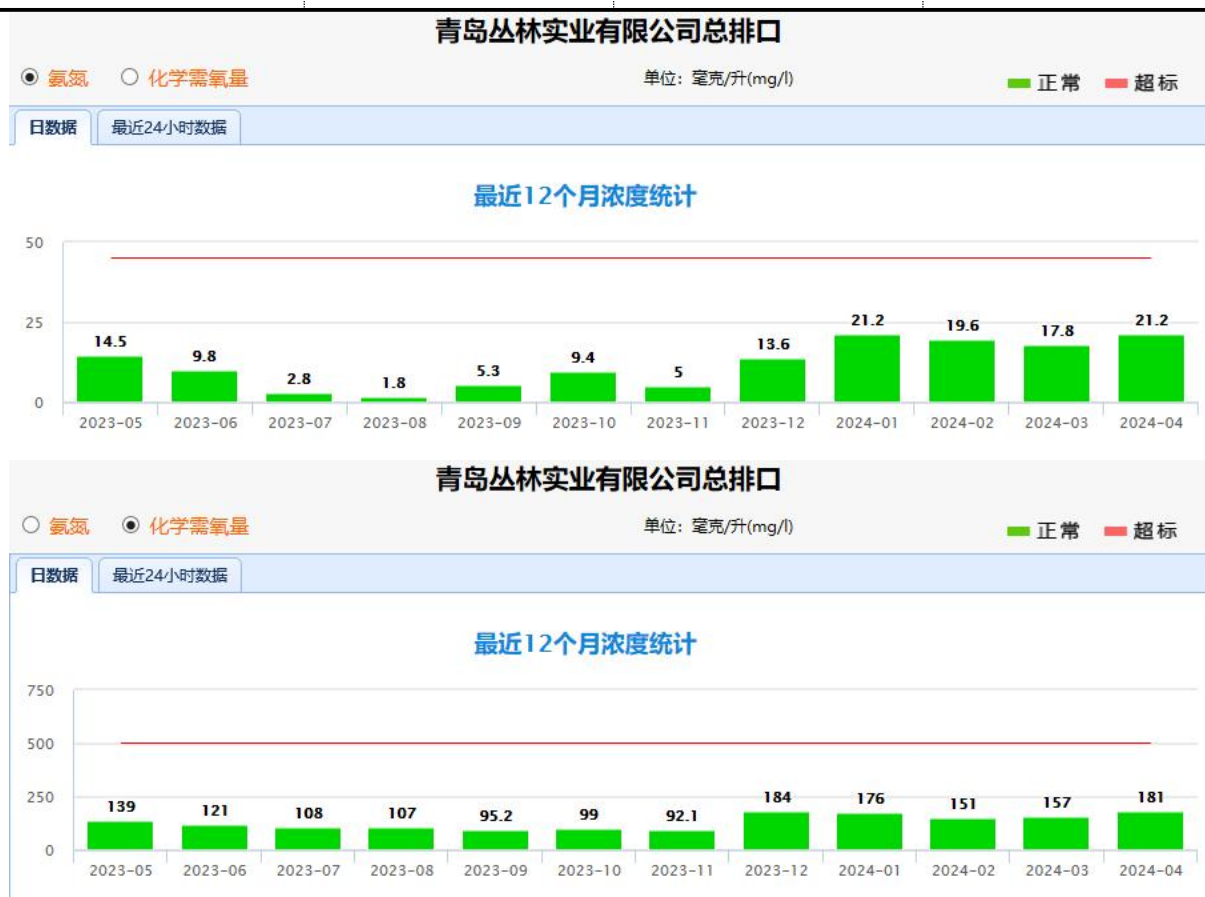 青岛丛林实业有限公司总排口
氨氮 化学需氧量 单位：毫克/升(mg/l) 正常 超标
日数据 最近24小时数据
最近12个月浓度统计
50
25
0
14.5 9.8 2.8 1.8 5.3 9.4 5 13.6 21.2 19.6 17.8 21.2
2023-05 2023-06 2023-07 2023-08 2023-09 2023-10 2023-11 2023-12 2024-01 2024-02 2024-03 2024-04
青岛丛林实业有限公司总排口
氨氮 化学需氧量 单位：毫克/升(mg/l) 正常 超标
日数据 最近24小时数据
最近12个月浓度统计
750
500
250
0
139 121 108 107 95.2 99 92.1 184 176 151 157 181
2023-05 2023-06 2023-07 2023-08 2023-09 2023-10 2023-11 2023-12 2024-01 2024-02 2024-03 2024-04